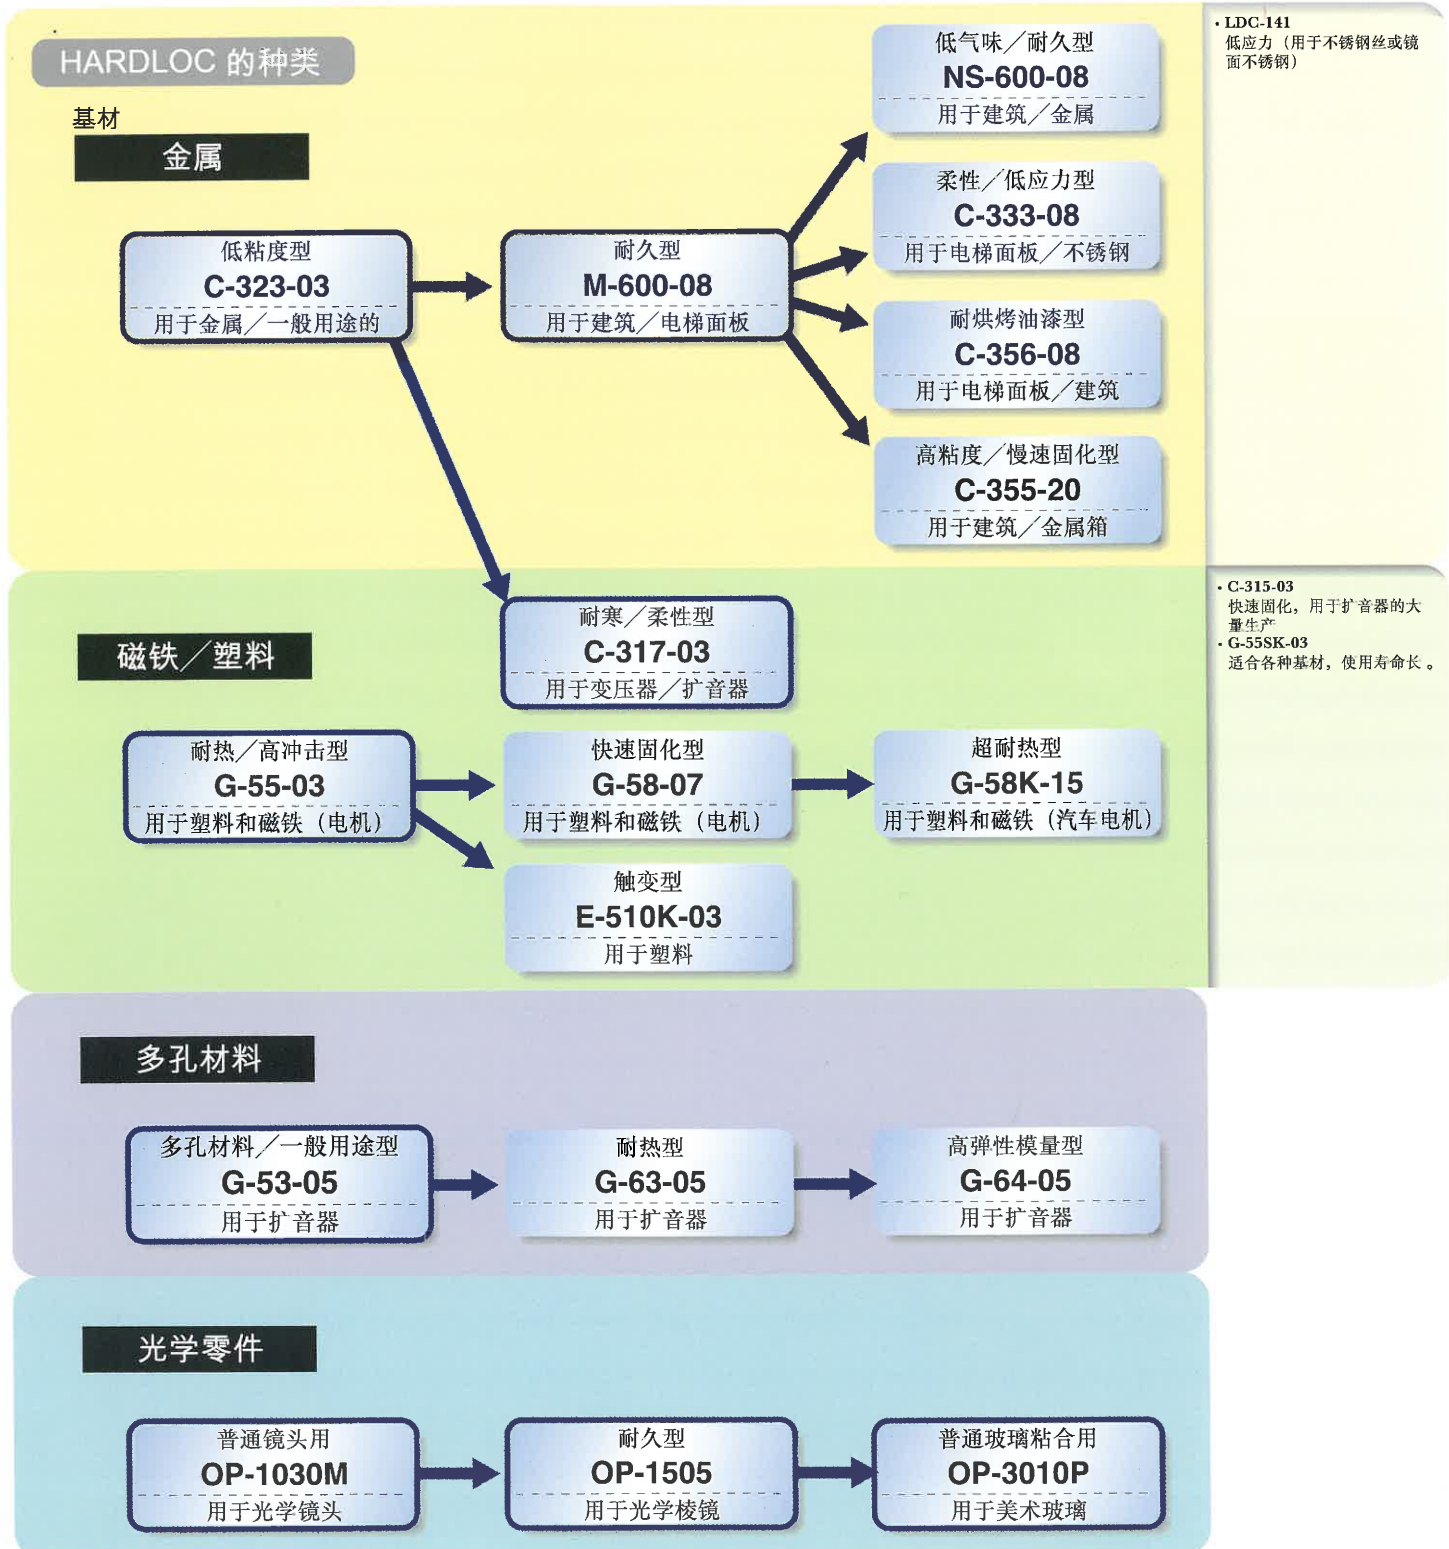 HARDLOC 的种类
基材
金属
低粘度型
C-323-03
用于金属／一般用途的
耐久型
M-600-08
用于建筑／电梯面板
低气味／耐久型
NS-600-08
用于建筑／金属
柔性／低应力型
C-333-08
用于电梯面板／不锈钢
耐烘烤油漆型
C-356-08
用于电梯面板／建筑
高粘度／慢速固化型
C-355-20
用于建筑／金属箱
· LDC-141
低应力（用于不锈钢丝或镜
面不锈钢）
磁铁／塑料
耐寒／柔性型
C-317-03
用于变压器／扩音器
耐热／高冲击型
G-55-03
用于塑料和磁铁（电机）
快速固化型
G-58-07
用于塑料和磁铁（电机）
超耐热型
G-58K-15
用于塑料和磁铁（汽车电机）
触变型
E-510K-03
用于塑料
· C-315-03
快速固化，用于扩音器的大
量生产
· G-55SK-03
适合各种基材，使用寿命长。
多孔材料
多孔材料／一般用途型
G-53-05
用于扩音器
耐热型
G-63-05
用于扩音器
高弹性模量型
G-64-05
用于扩音器
光学零件
普通镜头用
OP-1030M
用于光学镜头
耐久型
OP-1505
用于光学棱镜
普通玻璃粘合用
OP-3010P
用于美术玻璃